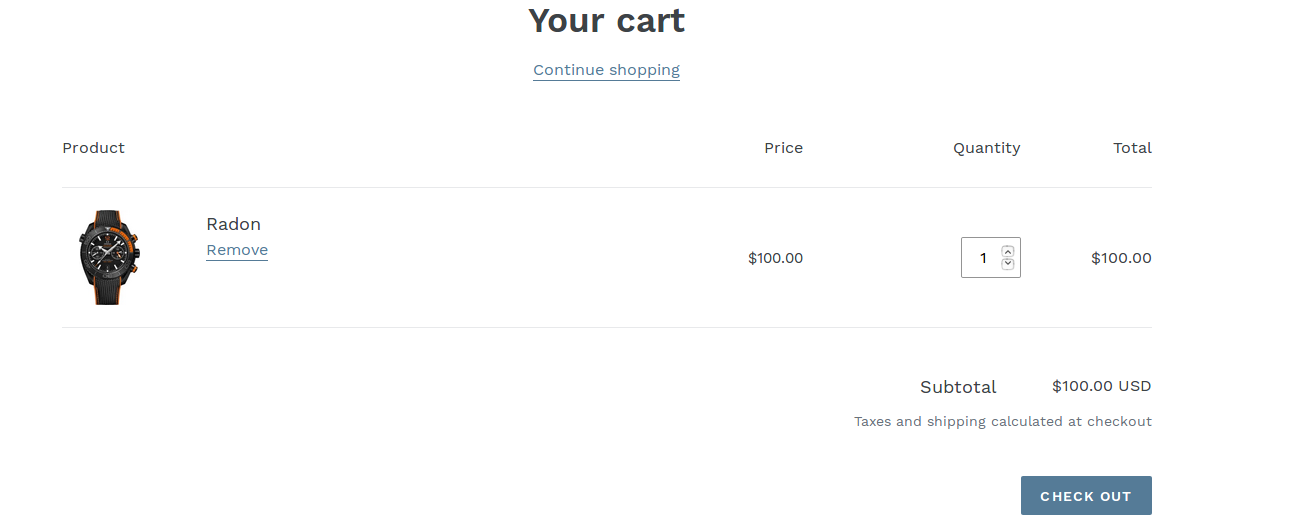 Your cart
Continue shopping
Product Price Quantity Total
Radon
Remove
$100.00 1 $100.00
Subtotal $100.00 USD
Taxes and shipping calculated at checkout
CHECK OUT